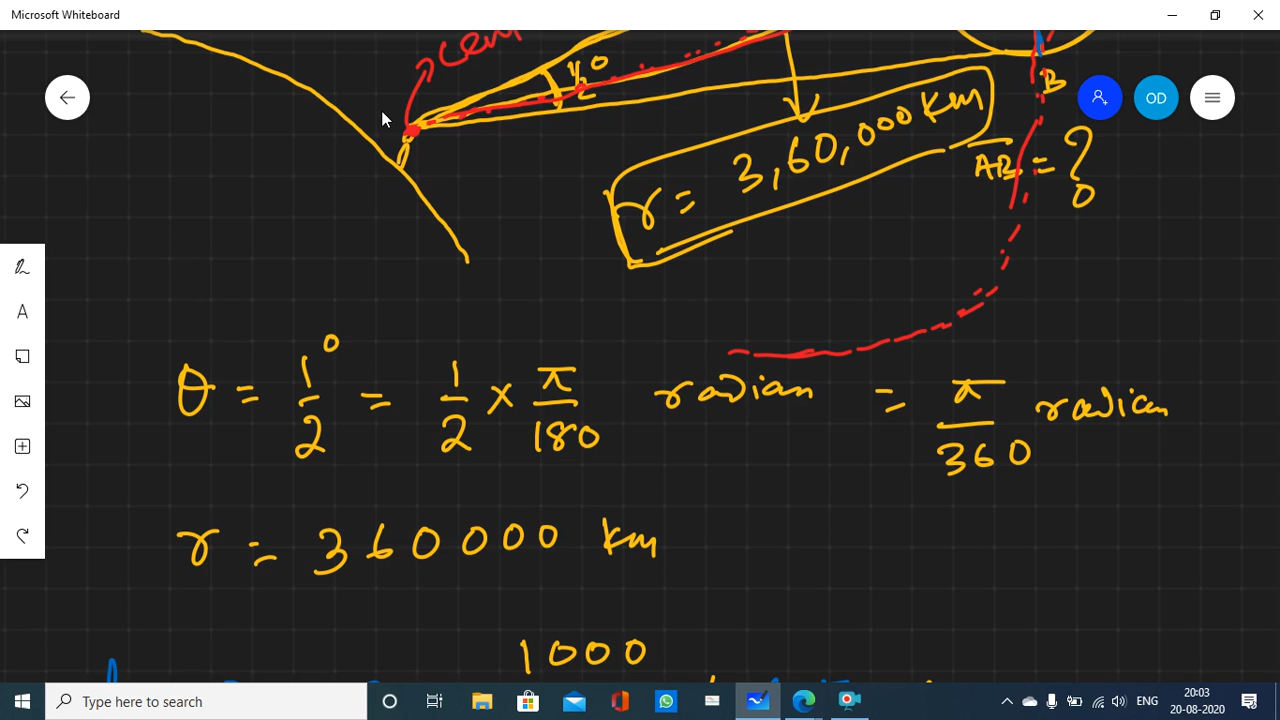 Microsoft Whiteboard
1/2°
B
OD
r = 3,60,000 km
AB = ?
θ = 1/2° = 1/2 × π/180 radian = π/360 radian
r = 360000 km
1000
Type here to search
ENG
20:03
20-08-2020